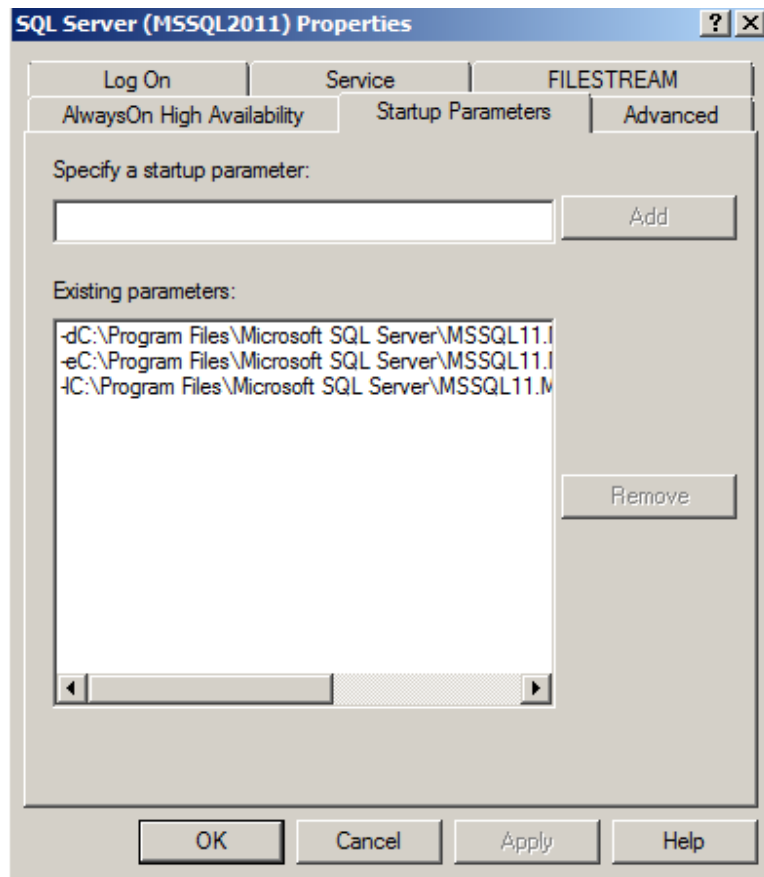 SQL Server (MSSQL2011) Properties
Log On Service FILESTREAM
AlwaysOn High Availability Startup Parameters Advanced
Specify a startup parameter:
Add
Existing parameters:
-dC:\Program Files\Microsoft SQL Server\MSSQL11.
-eC:\Program Files\Microsoft SQL Server\MSSQL11.
-lC:\Program Files\Microsoft SQL Server\MSSQL11.M
Remove
OK Cancel Apply Help